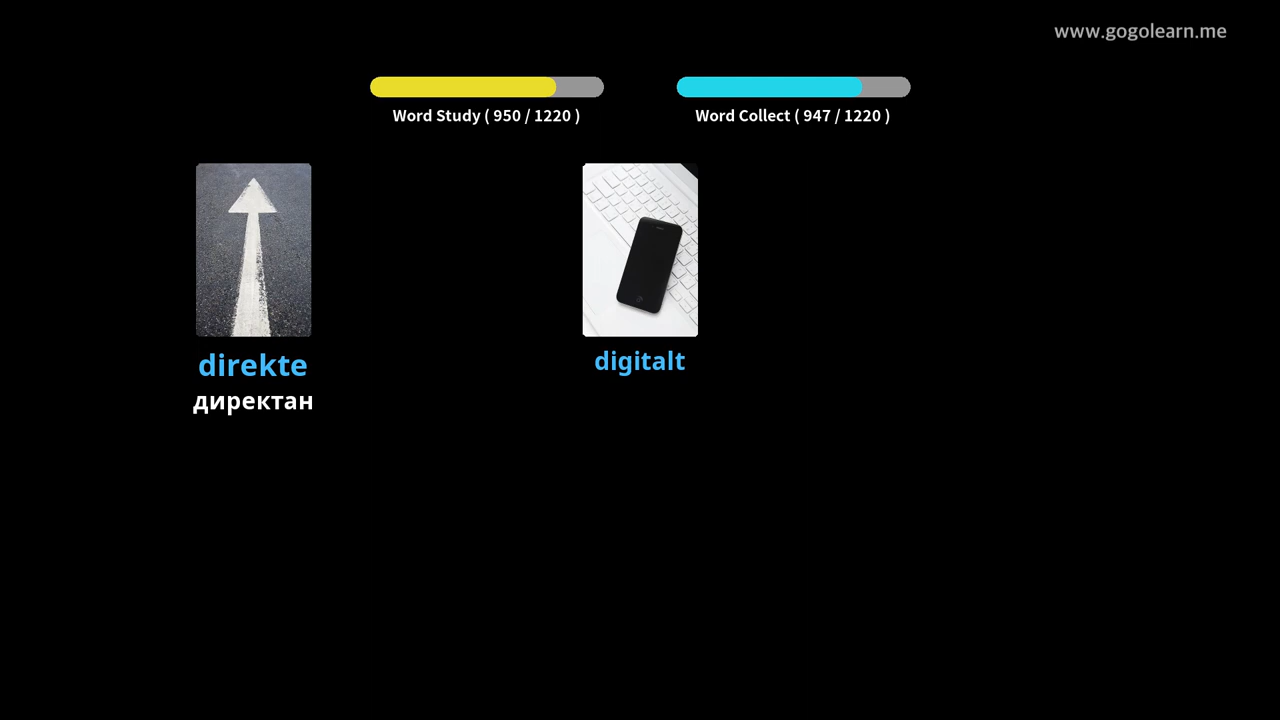 www.gogolearn.me
Word Study ( 950 / 1220 )
Word Collect ( 947 / 1220 )
direkte
директан
digitalt